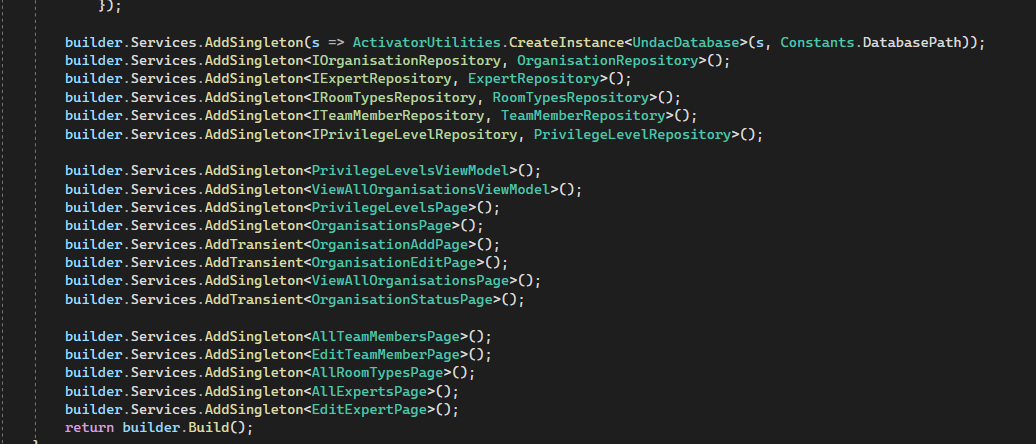 });
builder.Services.AddSingleton(s => ActivatorUtilities.CreateInstance<UndacDatabase>(s, Constants.DatabasePath));
builder.Services.AddSingleton<IOrganisationRepository, OrganisationRepository>();
builder.Services.AddSingleton<IExpertRepository, ExpertRepository>();
builder.Services.AddSingleton<IRoomTypesRepository, RoomTypesRepository>();
builder.Services.AddSingleton<ITeamMemberRepository, TeamMemberRepository>();
builder.Services.AddSingleton<IPrivilegeLevelRepository, PrivilegeLevelRepository>();
builder.Services.AddSingleton<PrivilegeLevelsViewModel>();
builder.Services.AddSingleton<ViewAllOrganisationsViewModel>();
builder.Services.AddSingleton<PrivilegeLevelsPage>();
builder.Services.AddSingleton<OrganisationsPage>();
builder.Services.AddTransient<OrganisationAddPage>();
builder.Services.AddTransient<OrganisationEditPage>();
builder.Services.AddSingleton<ViewAllOrganisationsPage>();
builder.Services.AddTransient<OrganisationStatusPage>();
builder.Services.AddSingleton<AllTeamMembersPage>();
builder.Services.AddSingleton<EditTeamMemberPage>();
builder.Services.AddSingleton<AllRoomTypesPage>();
builder.Services.AddSingleton<AllExpertsPage>();
builder.Services.AddSingleton<EditExpertPage>();
return builder.Build();